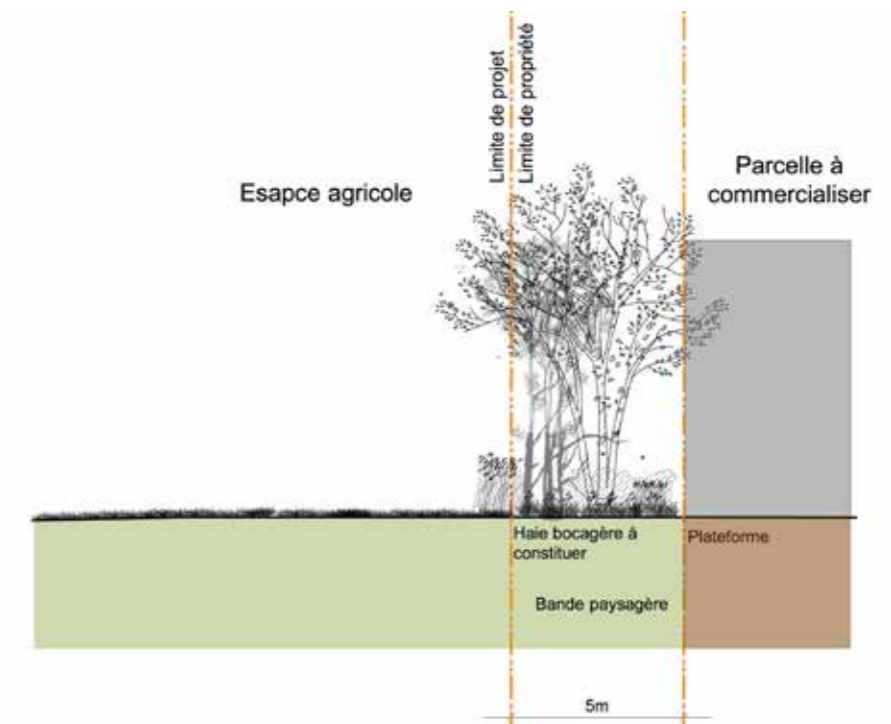 Limite de projet
Limite de propriété
Esapce agricole
Parcelle à
commercialiser
Haie bocagère à
constituer
Plateforme
Bande paysagère
5m